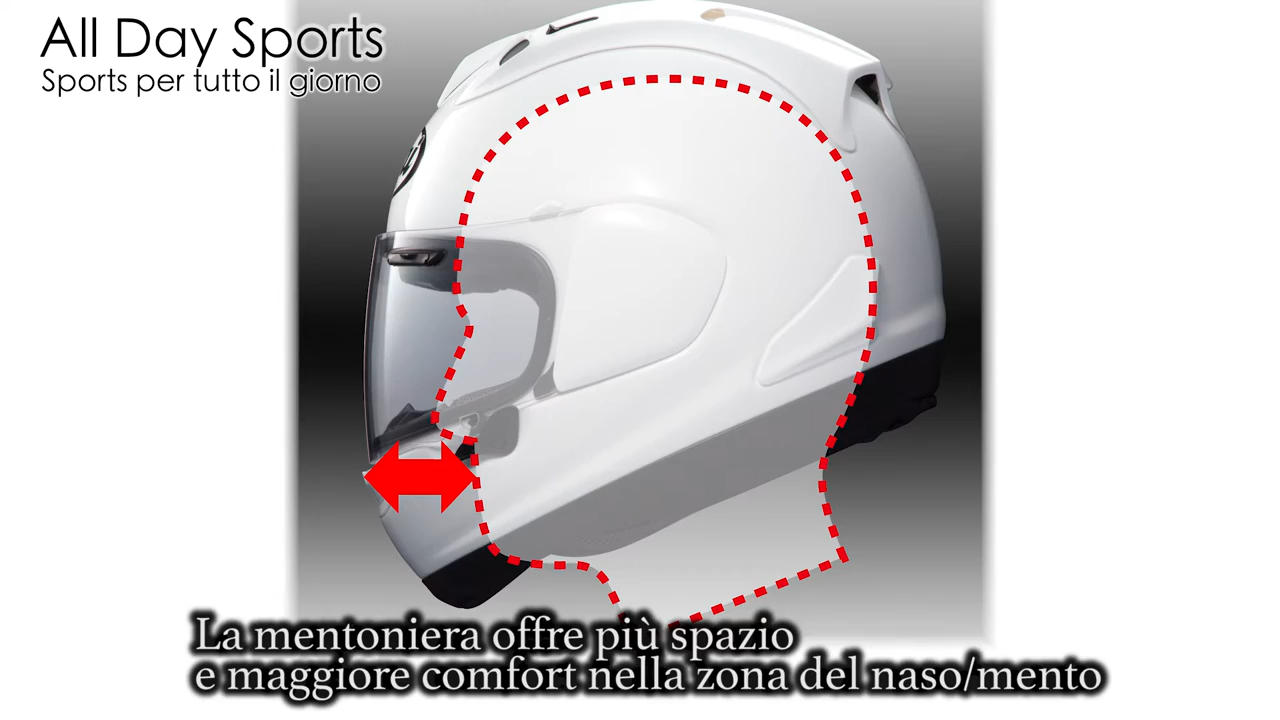 All Day Sports
Sports per tutto il giorno
La mentoniera offre più spazio
e maggiore comfort nella zona del naso/mento